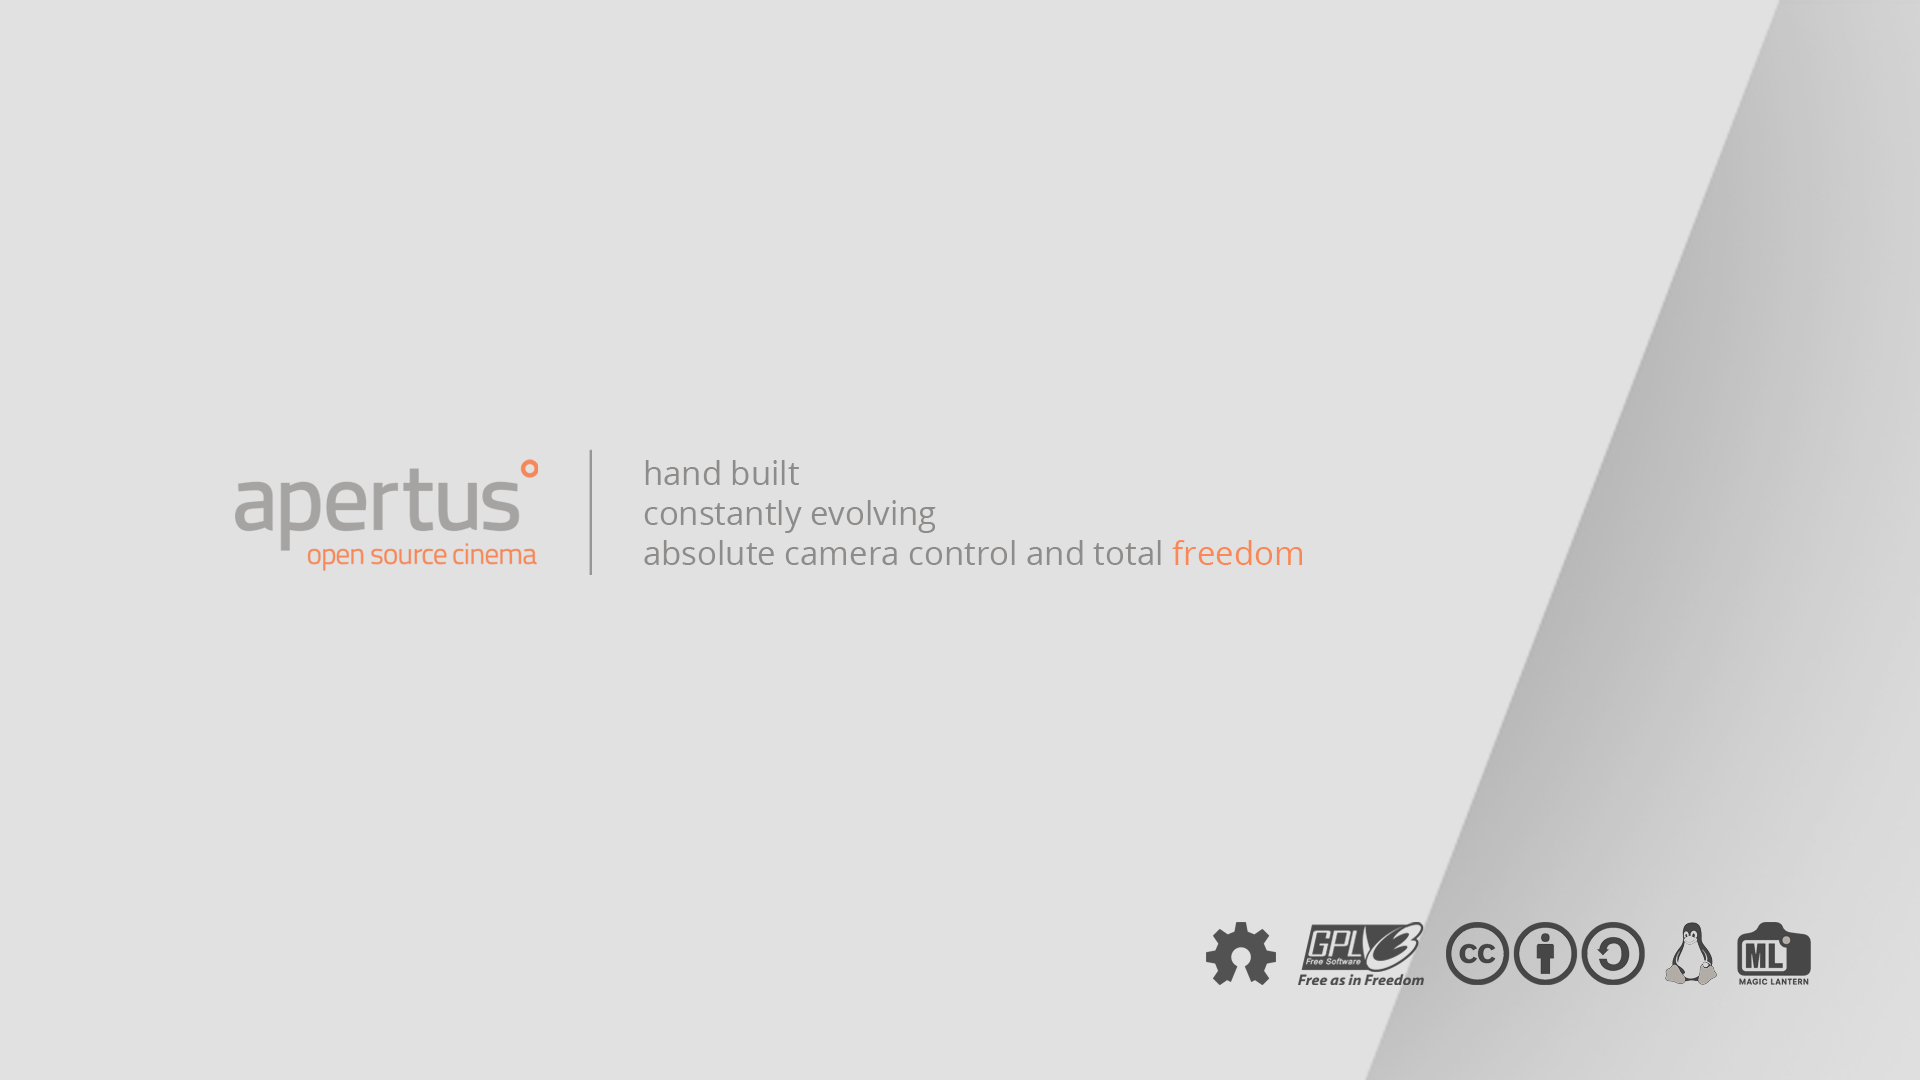 apertus°
open source cinema
hand built
constantly evolving
absolute camera control and total freedom
GPLv3
Free Software
Free as in Freedom
cc
ML
MAGIC LANTERN